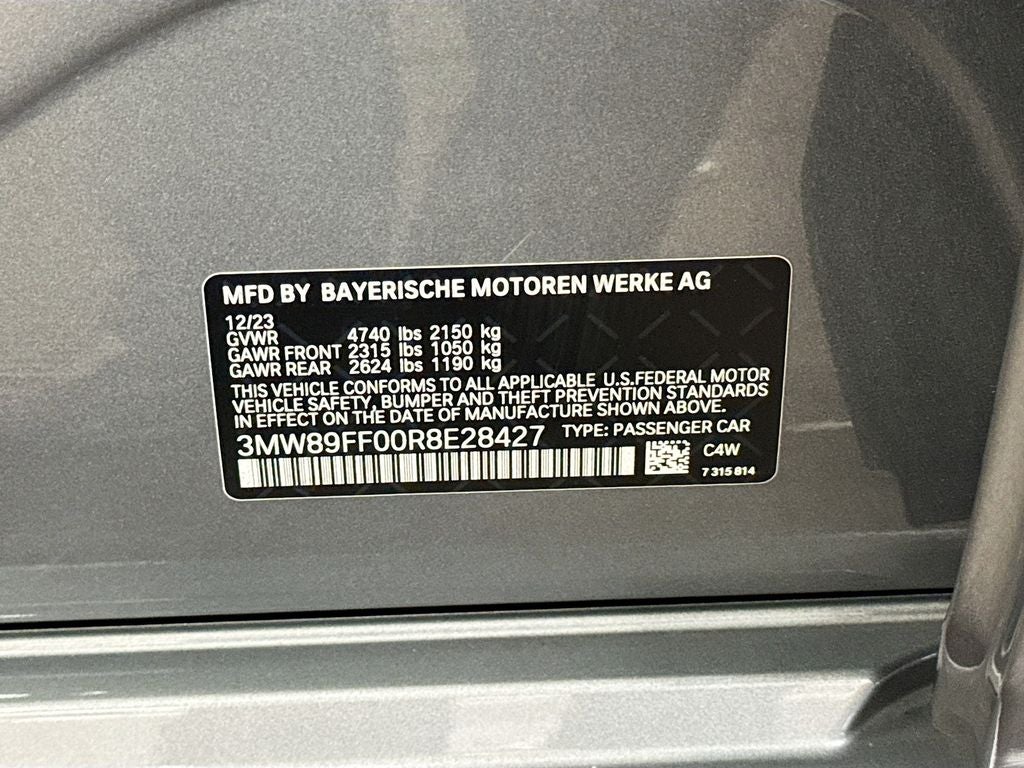 MFD BY BAYERISCHE MOTOREN WERKE AG
12/23
GVWR 4740 lbs 2150 kg
GAWR FRONT 2315 lbs 1050 kg
GAWR REAR 2624 lbs 1190 kg
THIS VEHICLE CONFORMS TO ALL APPLICABLE U.S.FEDERAL MOTOR
VEHICLE SAFETY, BUMPER AND THEFT PREVENTION STANDARDS
IN EFFECT ON THE DATE OF MANUFACTURE SHOWN ABOVE.
3MW89FF00R8E28427 TYPE: PASSENGER CAR
C4W
7 315 814